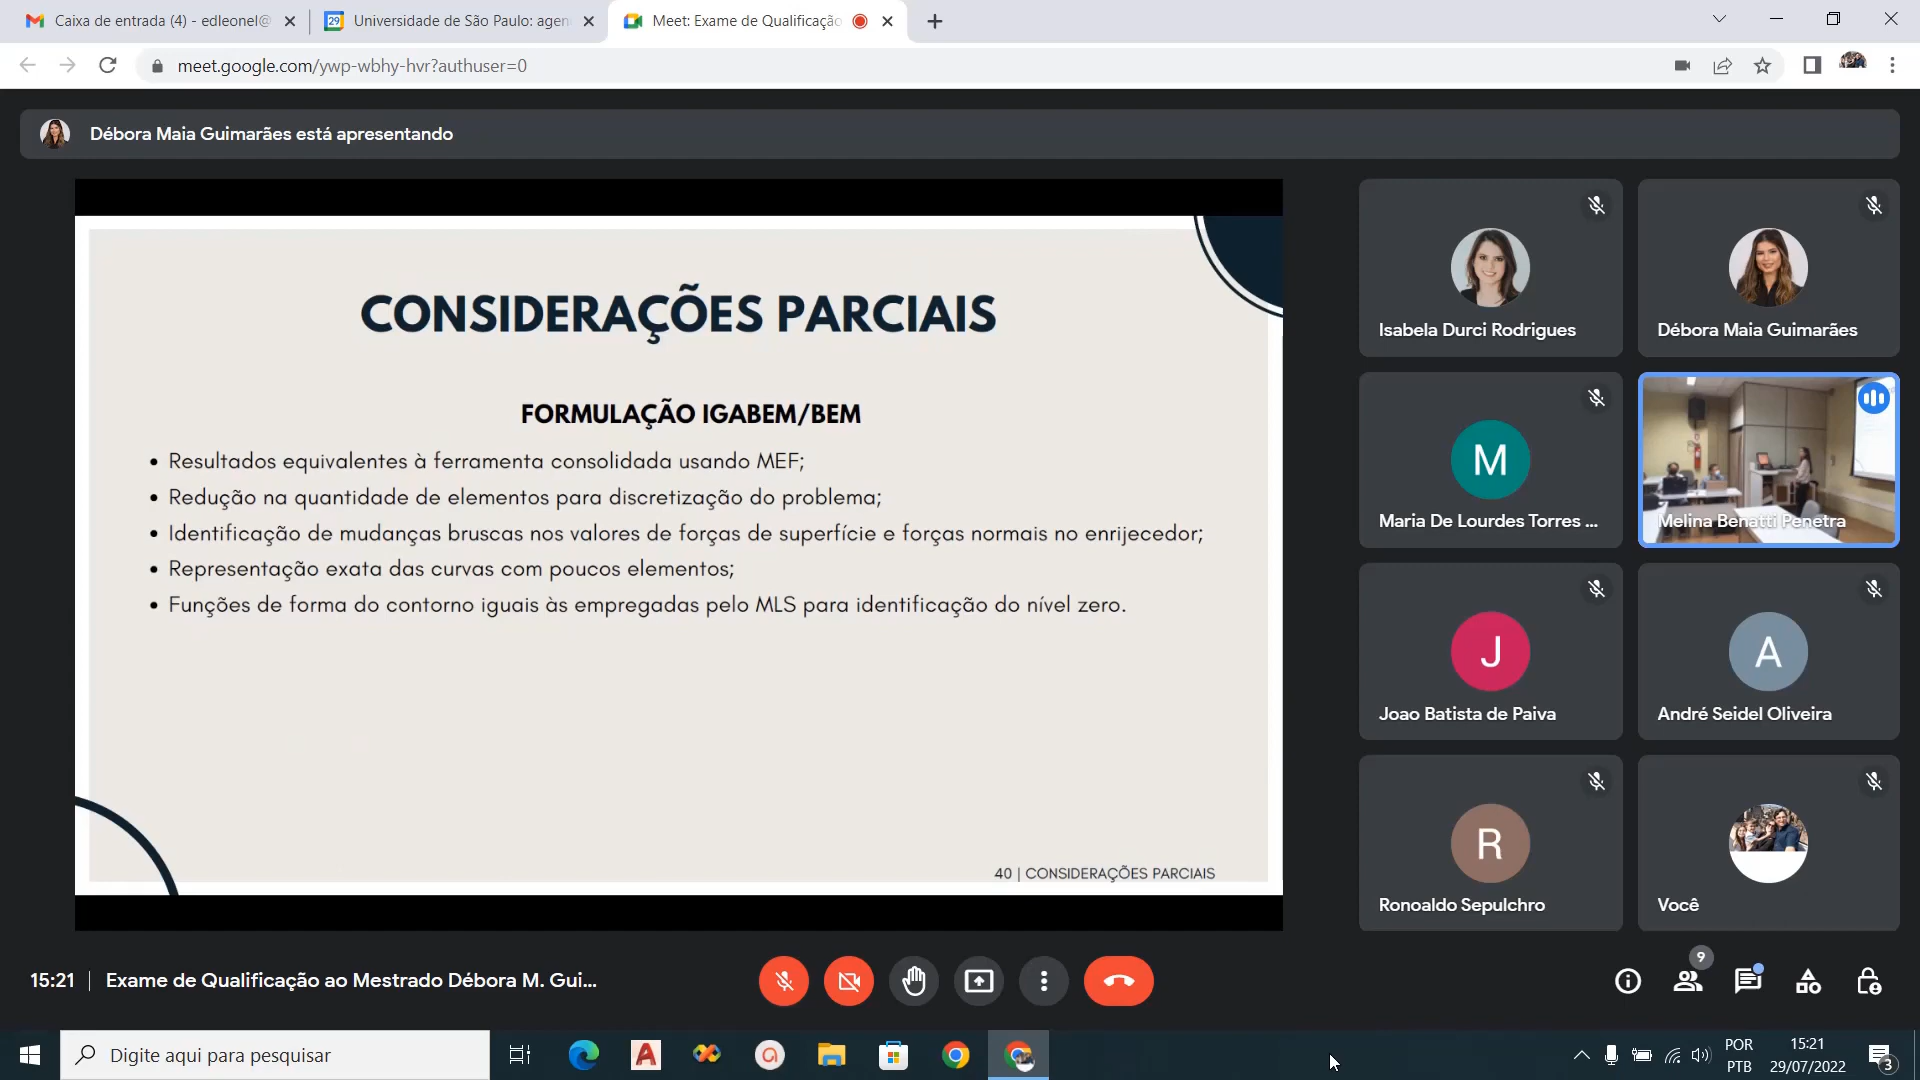 Caixa de entrada (4) - edleonel@
Universidade de São Paulo: agen
Meet: Exame de Qualificação
meet.google.com/ywp-wbhy-hvr?authuser=0
Débora Maia Guimarães está apresentando
CONSIDERAÇÕES PARCIAIS
FORMULAÇÃO IGABEM/BEM
• Resultados equivalentes à ferramenta consolidada usando MEF;
• Redução na quantidade de elementos para discretização do problema;
• Identificação de mudanças bruscas nos valores de forças de superfície e forças normais no enrijecedor;
• Representação exata das curvas com poucos elementos;
• Funções de forma do contorno iguais às empregadas pelo MLS para identificação do nível zero.
40 | CONSIDERAÇÕES PARCIAIS
Isabela Durci Rodrigues
Débora Maia Guimarães
M
Maria De Lourdes Torres ...
Melina Benatti Penetra
J
Joao Batista de Paiva
A
André Seidel Oliveira
R
Ronoaldo Sepulchro
Você
15:21 | Exame de Qualificação ao Mestrado Débora M. Gui...
9
Digite aqui para pesquisar
POR
PTB
15:21
29/07/2022
3